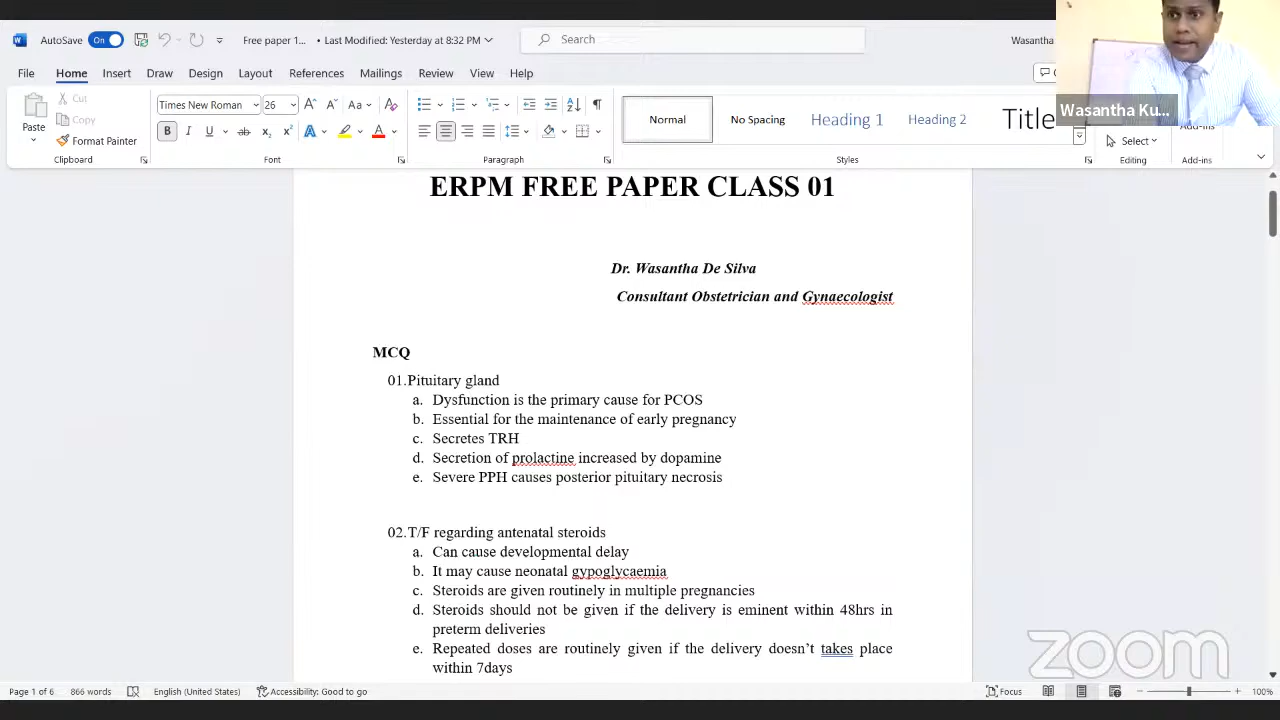 AutoSave On Free paper 1... • Last Modified: Yesterday at 8:32 PM Search Wasantha
File Home Insert Draw Design Layout References Mailings Review View Help
Wasantha Ku...
Paste Cut Copy Format Painter
Times New Roman 26
Normal No Spacing Heading 1 Heading 2 Title
Select
Clipboard Font Paragraph Styles Editing Add-ins
ERPM FREE PAPER CLASS 01
Dr. Wasantha De Silva
Consultant Obstetrician and Gynaecologist
MCQ
01.Pituitary gland
a. Dysfunction is the primary cause for PCOS
b. Essential for the maintenance of early pregnancy
c. Secretes TRH
d. Secretion of prolactine increased by dopamine
e. Severe PPH causes posterior pituitary necrosis
02.T/F regarding antenatal steroids
a. Can cause developmental delay
b. It may cause neonatal gypoglycaemia
c. Steroids are given routinely in multiple pregnancies
d. Steroids should not be given if the delivery is eminent within 48hrs in
preterm deliveries
e. Repeated doses are routinely given if the delivery doesn't takes place
within 7days
zoom
Page 1 of 6 866 words English (United States) Accessibility: Good to go Focus 100%